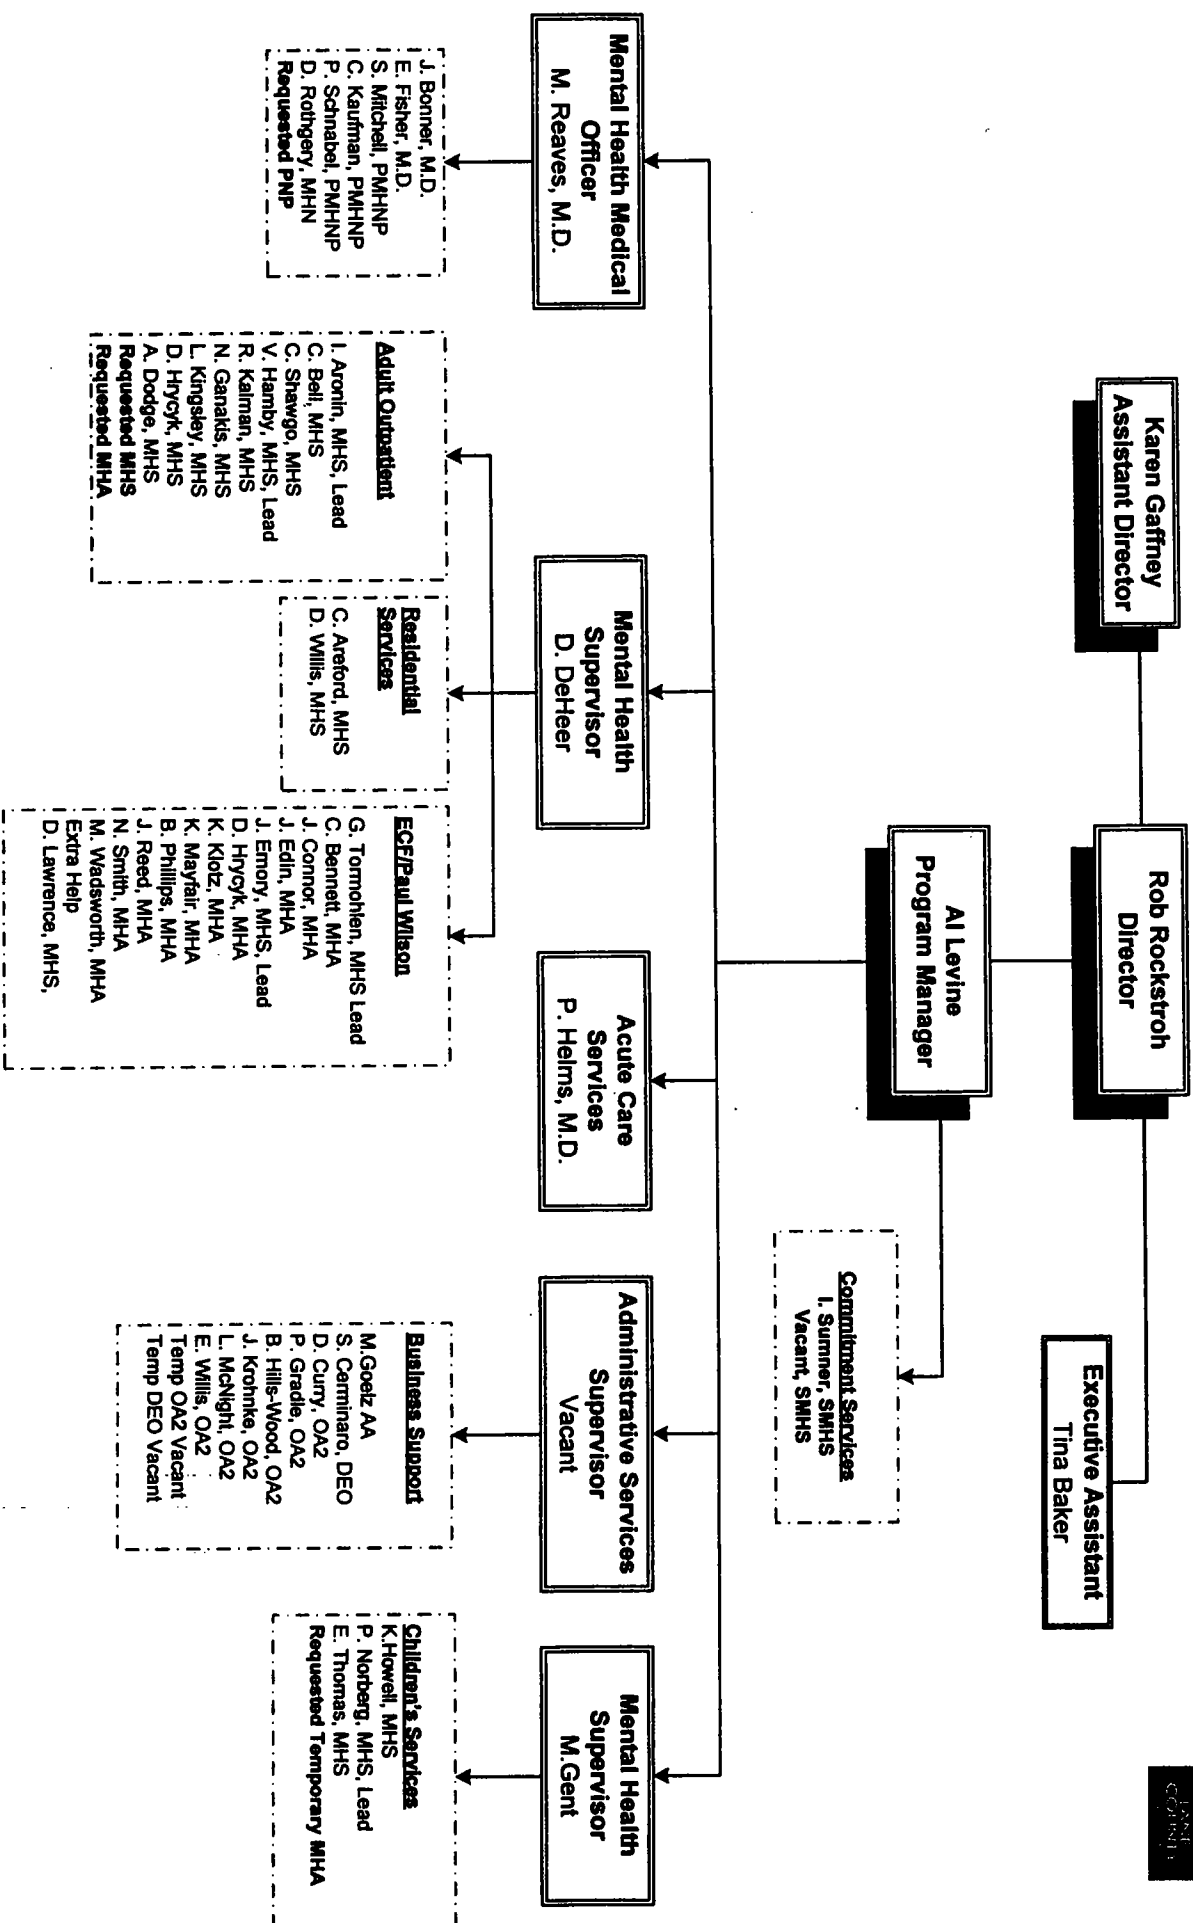 LANE
COUNTY
Karen Gaffney
Assistant Director
Rob Rockstroh
Director
Executive Assistant
Tina Baker
Al Levine
Program Manager
Commitment Services
I. Sumner, SMHS
Vacant, SMHS
Mental Health Medical
Officer
M. Reaves, M.D.
Mental Health
Supervisor
D. DeHeer
Acute Care
Services
P. Helms, M.D.
Administrative Services
Supervisor
Vacant
Mental Health
Supervisor
M.Gent
J. Bonner, M.D.
E. Fisher, M.D.
S. Mitchell, PMHNP
C. Kaufman, PMHNP
P. Schnabel, PMHNP
D. Rothgery, MHN
Requested PNP
Adult Outpatient
I. Aronin, MHS, Lead
C. Bell, MHS
C. Shawgo, MHS
V. Hamby, MHS, Lead
R. Kalman, MHS
N. Ganakis, MHS
L. Kingsley, MHS
D. Hrycyk, MHS
A. Dodge, MHS
Requested MHS
Requested MHA
Residential
Services
C. Areford, MHS
D. Willis, MHS
ECF/Paul Wilson
G. Tormohlen, MHS Lead
C. Bennett, MHA
J. Connor, MHA
J. Edin, MHA
J. Emory, MHS, Lead
D. Hrycyk, MHA
K. Klotz, MHA
K. Mayfair, MHA
B. Phillips, MHA
J. Reed, MHA
N. Smith, MHA
M. Wadsworth, MHA
Extra Help
D. Lawrence, MHS,
Business Support
M.Goelz AA
S. Carminaro, DEO
D. Curry, OA2
P. Gradle, OA2
B. Hills-Wood, OA2
J. Krohnke, OA2
L. McNight, OA2
E. Willis, OA2
Temp OA2 Vacant
Temp DEO Vacant
Children's Services
K.Howell, MHS
P. Norberg, MHS, Lead
E. Thomas, MHS
Requested Temporary MHA